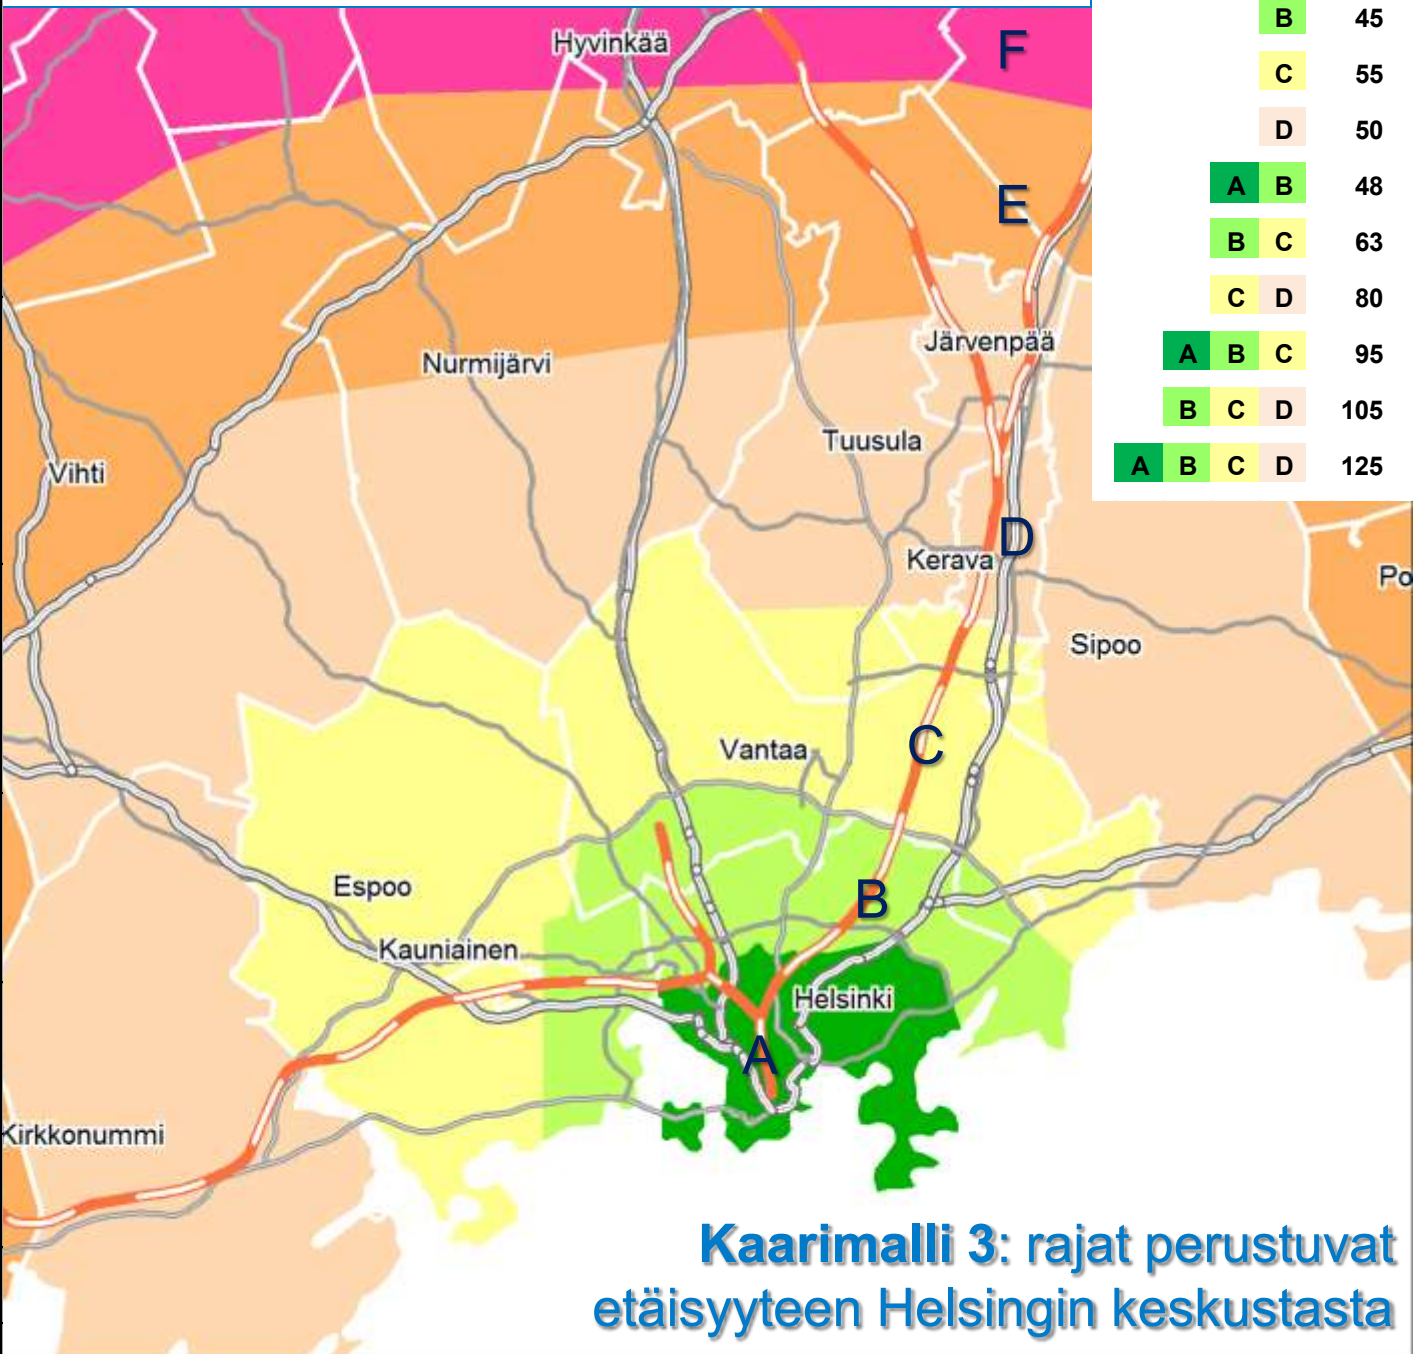 B 45
C 55
D 50
A B 48
B C 63
C D 80
A B C 95
B C D 105
A B C D 125
Hyvinkää
F
E
Järvenpää
Nurmijärvi
Tuusula
Vihti
D
Kerava
Po
Sipoo
C
Vantaa
Espoo
B
Kauniainen
Helsinki
A
Kirkkonummi
Kaarimalli 3: rajat perustuvat
etäisyyteen Helsingin keskustasta